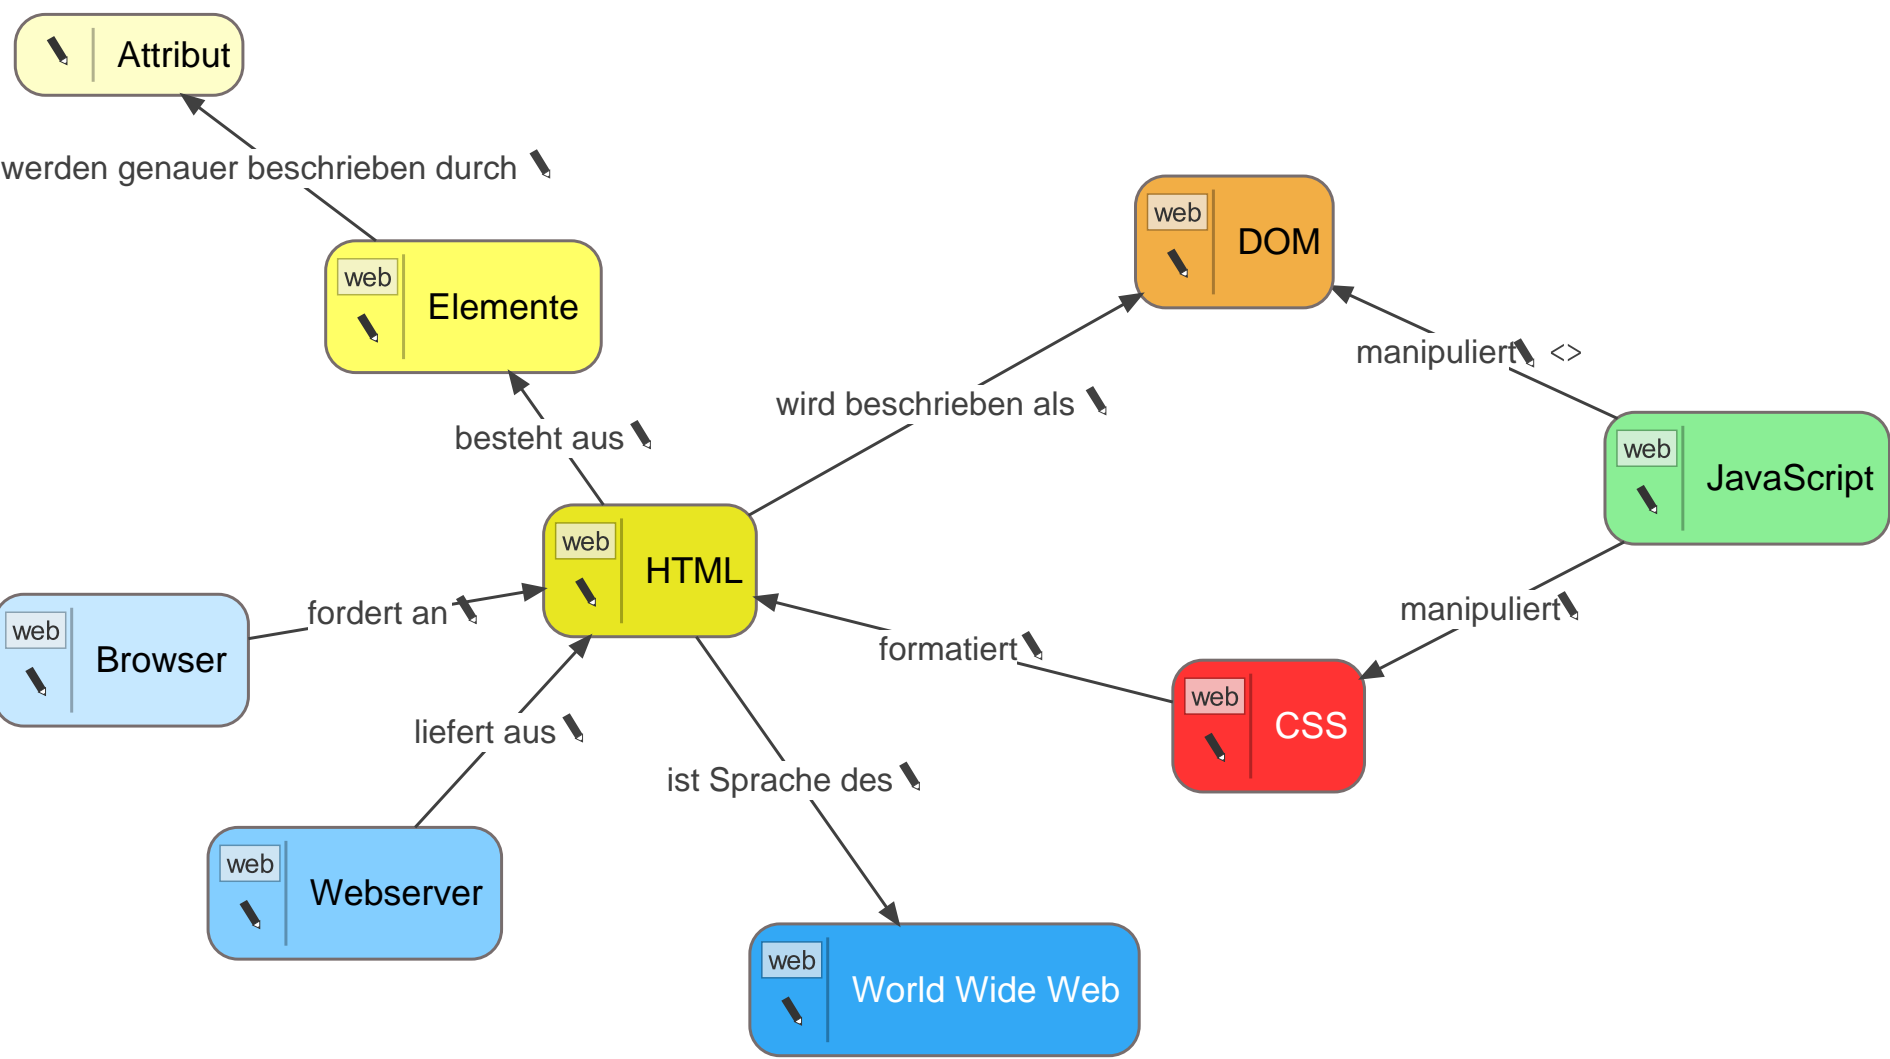 Attribut
werden genauer beschrieben durch
web
DOM
web
Elemente
manipuliert <>
wird beschrieben als
besteht aus
web
JavaScript
web
HTML
fordert an
manipuliert
web
Browser
formatiert
web
CSS
liefert aus
ist Sprache des
web
Webserver
web
World Wide Web